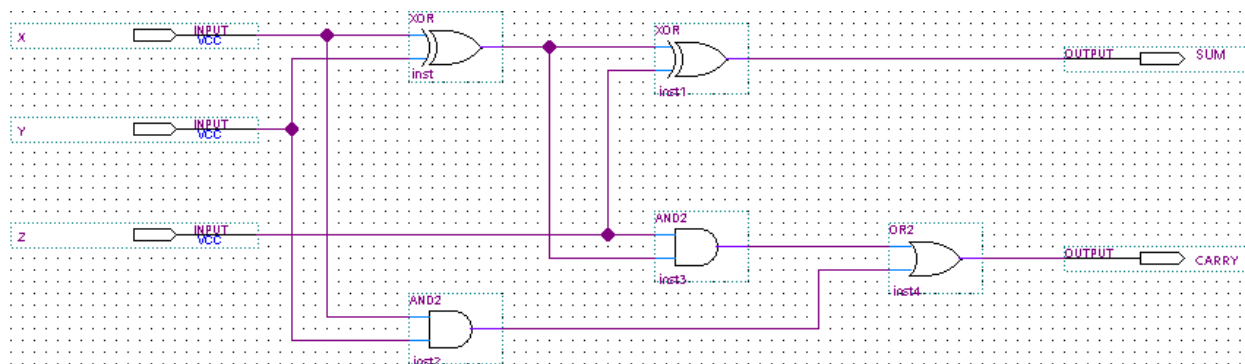 XOR
XOR
X
INPUT
VCC
OUTPUT
SUM
inst
inst1
Y
INPUT
VCC
AND2
Z
INPUT
VCC
OR2
OUTPUT
CARRY
inst3
inst4
AND2
inst2